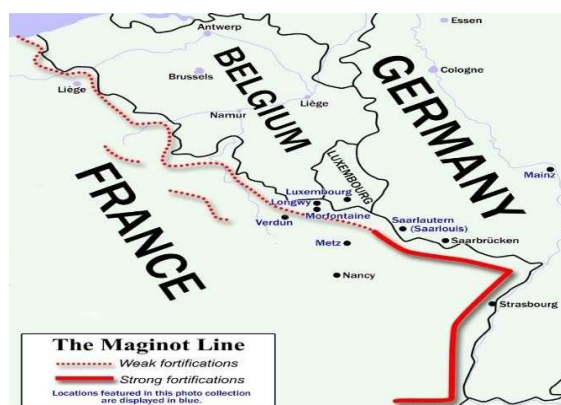 Essen
Antwerp
Cologne
Brussels
Liège
Liège
Namur
BELGIUM
GERMANY
LUXEMBOURG
FRANCE
Mainz
Luxembourg
Longwy
Morfontaine
Verdun
Saarlautern
(Saarlouis)
Saarbrücken
Metz
Nancy
Strasbourg
The Maginot Line
Weak fortifications
Strong fortifications
Locations featured in this photo collection
are displayed in blue.